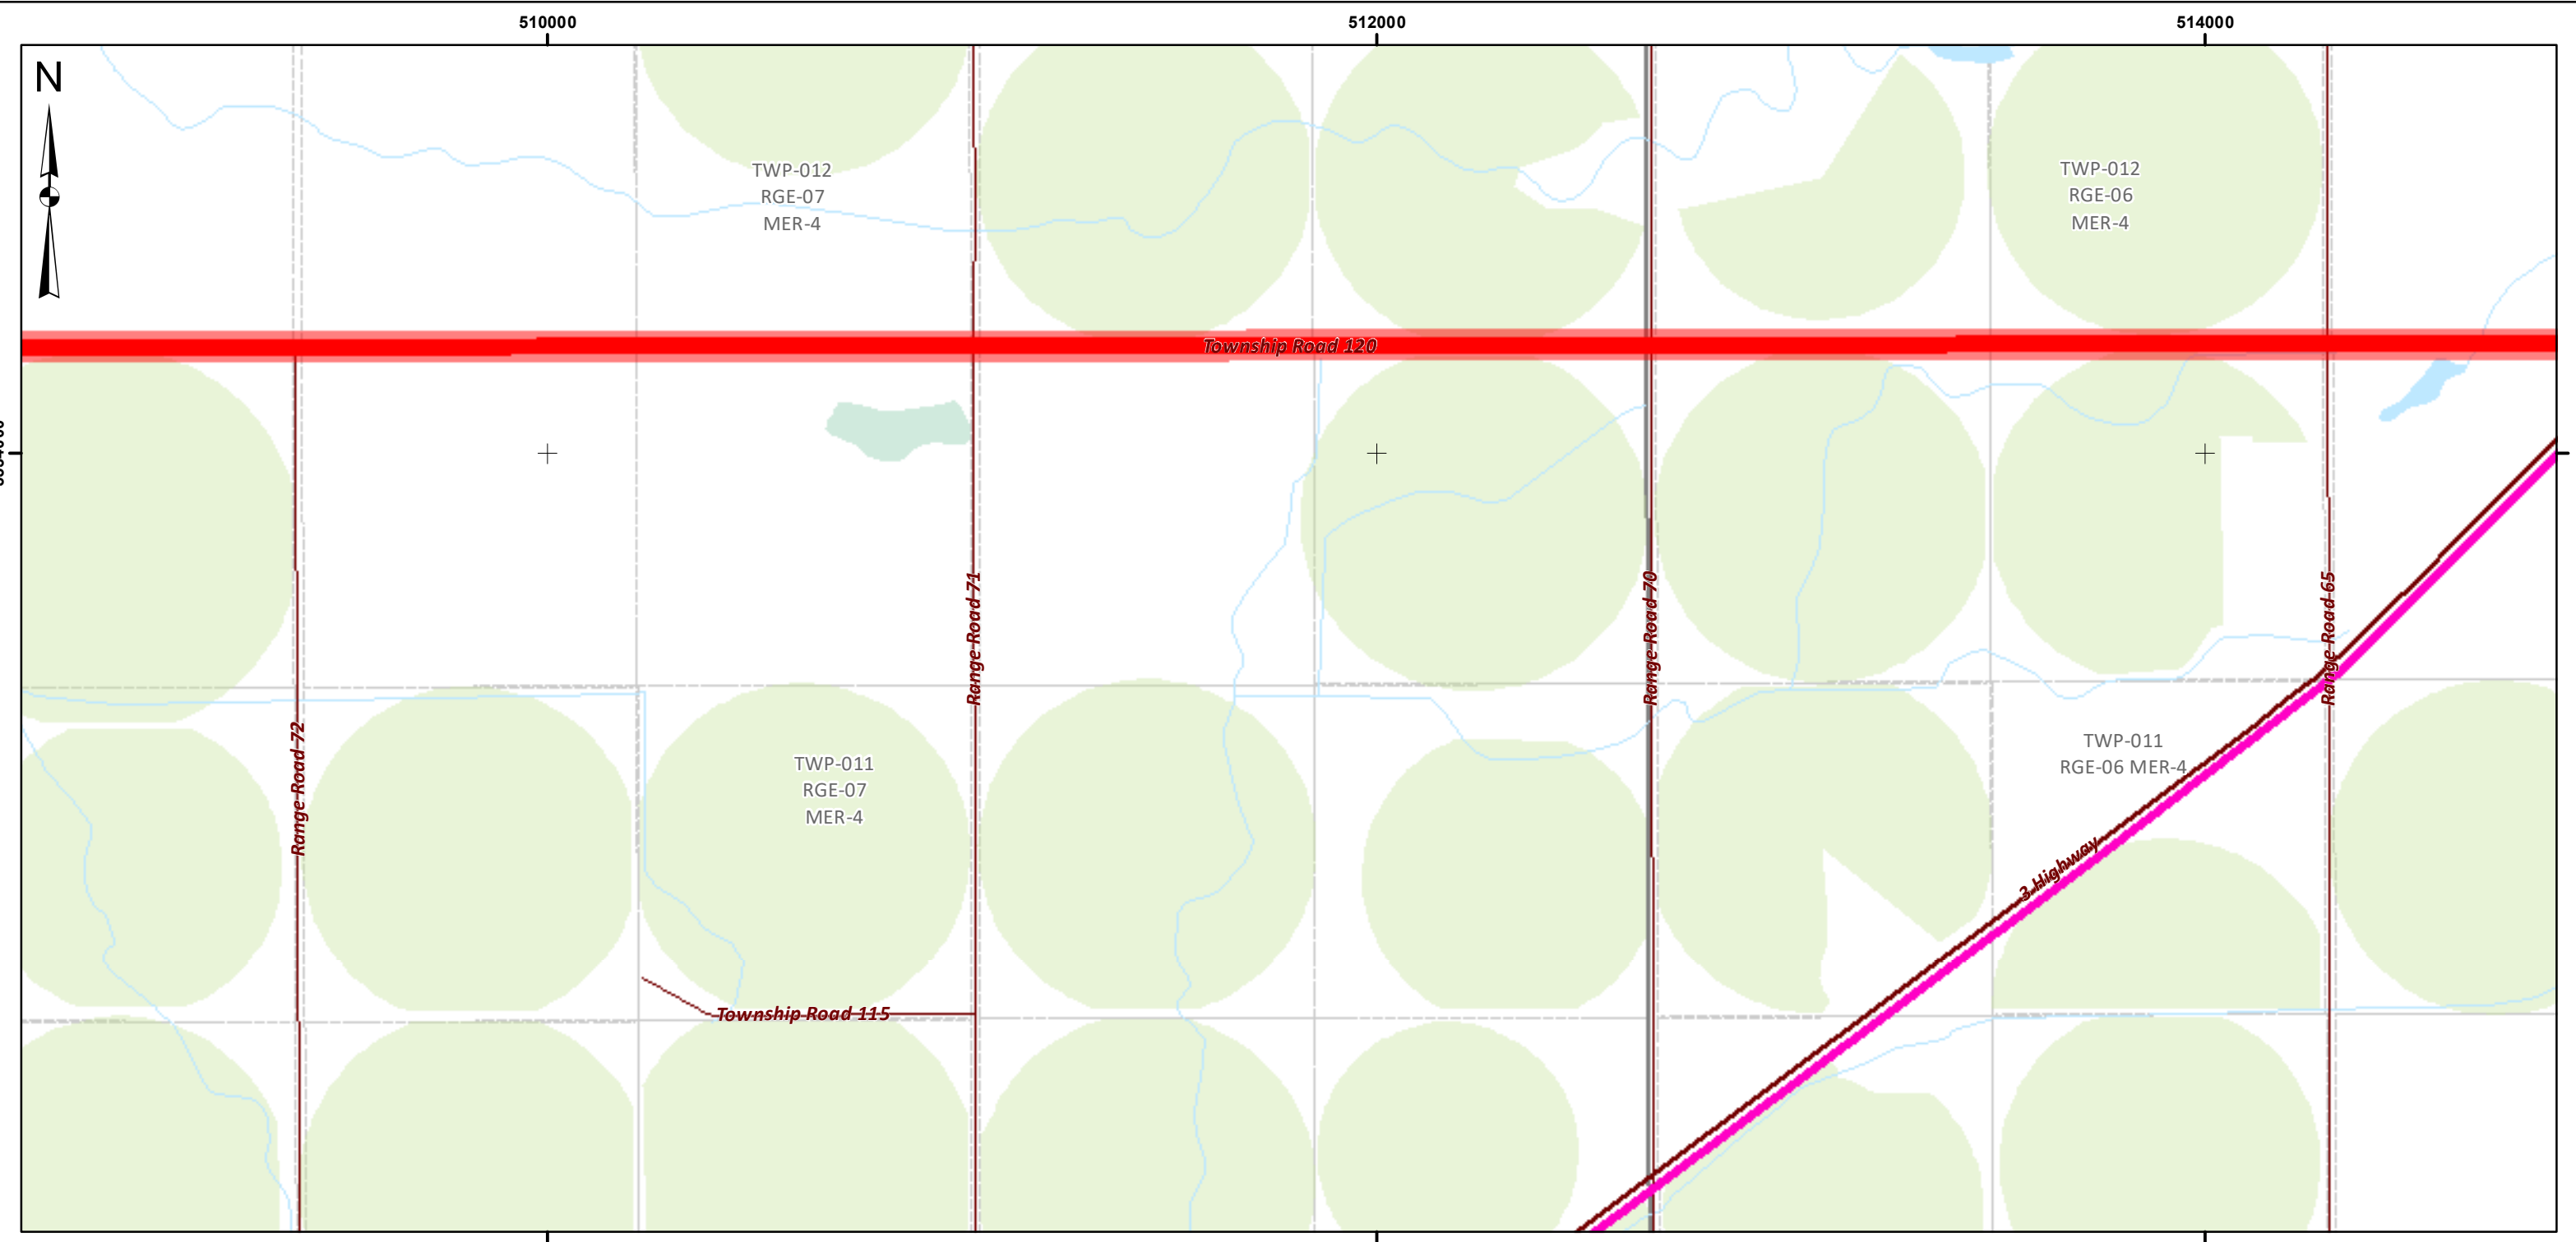 510000
512000
514000
N
TWP-012
RGE-07
MER-4
TWP-012
RGE-06
MER-4
Township Road 120
Range Road 71
Range Road 70
Range Road 65
Range Road 72
TWP-011
RGE-07
MER-4
TWP-011
RGE-06 MER-4
3 Highway
Township Road 115